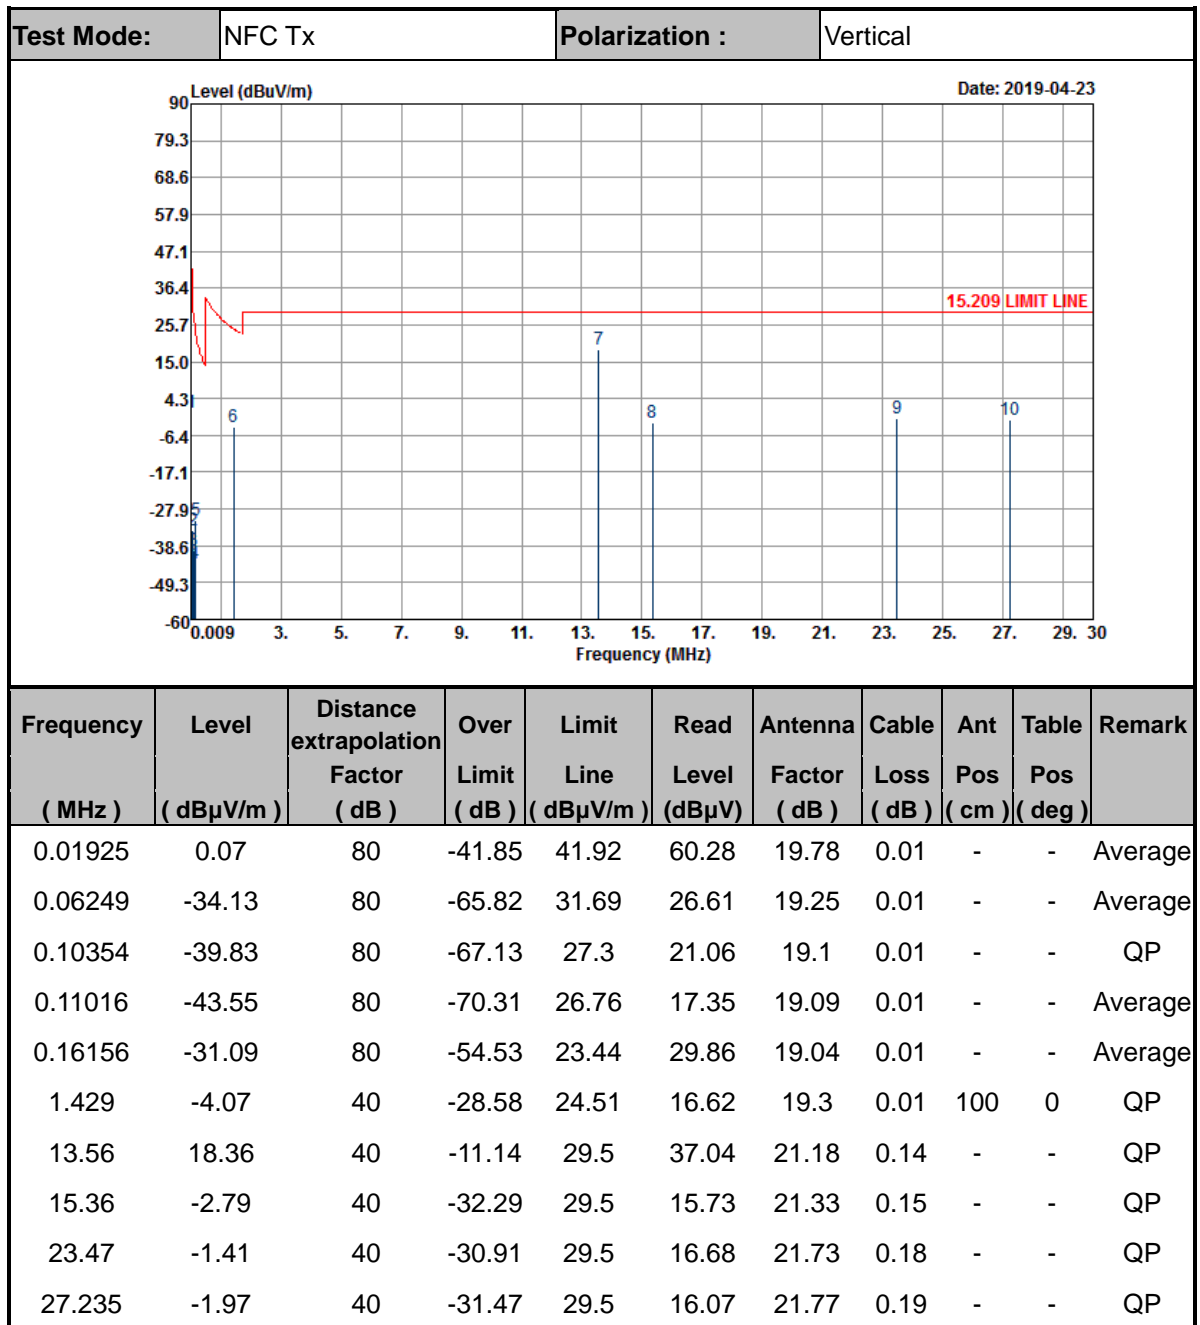 Test Mode: NFC Tx Polarization : Vertical
Level (dBuV/m) Date: 2019-04-23
90
79.3
68.6
57.9
47.1
36.4
15.209 LIMIT LINE
25.7
7
15.0
4.3
6 8 9 10
-6.4
-17.1
-27.9 5
-38.6
-49.3
-60
0.009 3. 5. 7. 9. 11. 13. 15. 17. 19. 21. 23. 25. 27. 29. 30
Frequency (MHz)
Frequency Level Distance extrapolation Over Limit Read Antenna Cable Ant Table Remark
Factor Limit Line Level Factor Loss Pos Pos
( MHz ) ( dBµV/m ) ( dB ) ( dB ) ( dBµV/m ) (dBµV) ( dB ) ( dB ) ( cm ) ( deg )
0.01925 0.07 80 -41.85 41.92 60.28 19.78 0.01 - - Average
0.06249 -34.13 80 -65.82 31.69 26.61 19.25 0.01 - - Average
0.10354 -39.83 80 -67.13 27.3 21.06 19.1 0.01 - - QP
0.11016 -43.55 80 -70.31 26.76 17.35 19.09 0.01 - - Average
0.16156 -31.09 80 -54.53 23.44 29.86 19.04 0.01 - - Average
1.429 -4.07 40 -28.58 24.51 16.62 19.3 0.01 100 0 QP
13.56 18.36 40 -11.14 29.5 37.04 21.18 0.14 - - QP
15.36 -2.79 40 -32.29 29.5 15.73 21.33 0.15 - - QP
23.47 -1.41 40 -30.91 29.5 16.68 21.73 0.18 - - QP
27.235 -1.97 40 -31.47 29.5 16.07 21.77 0.19 - - QP